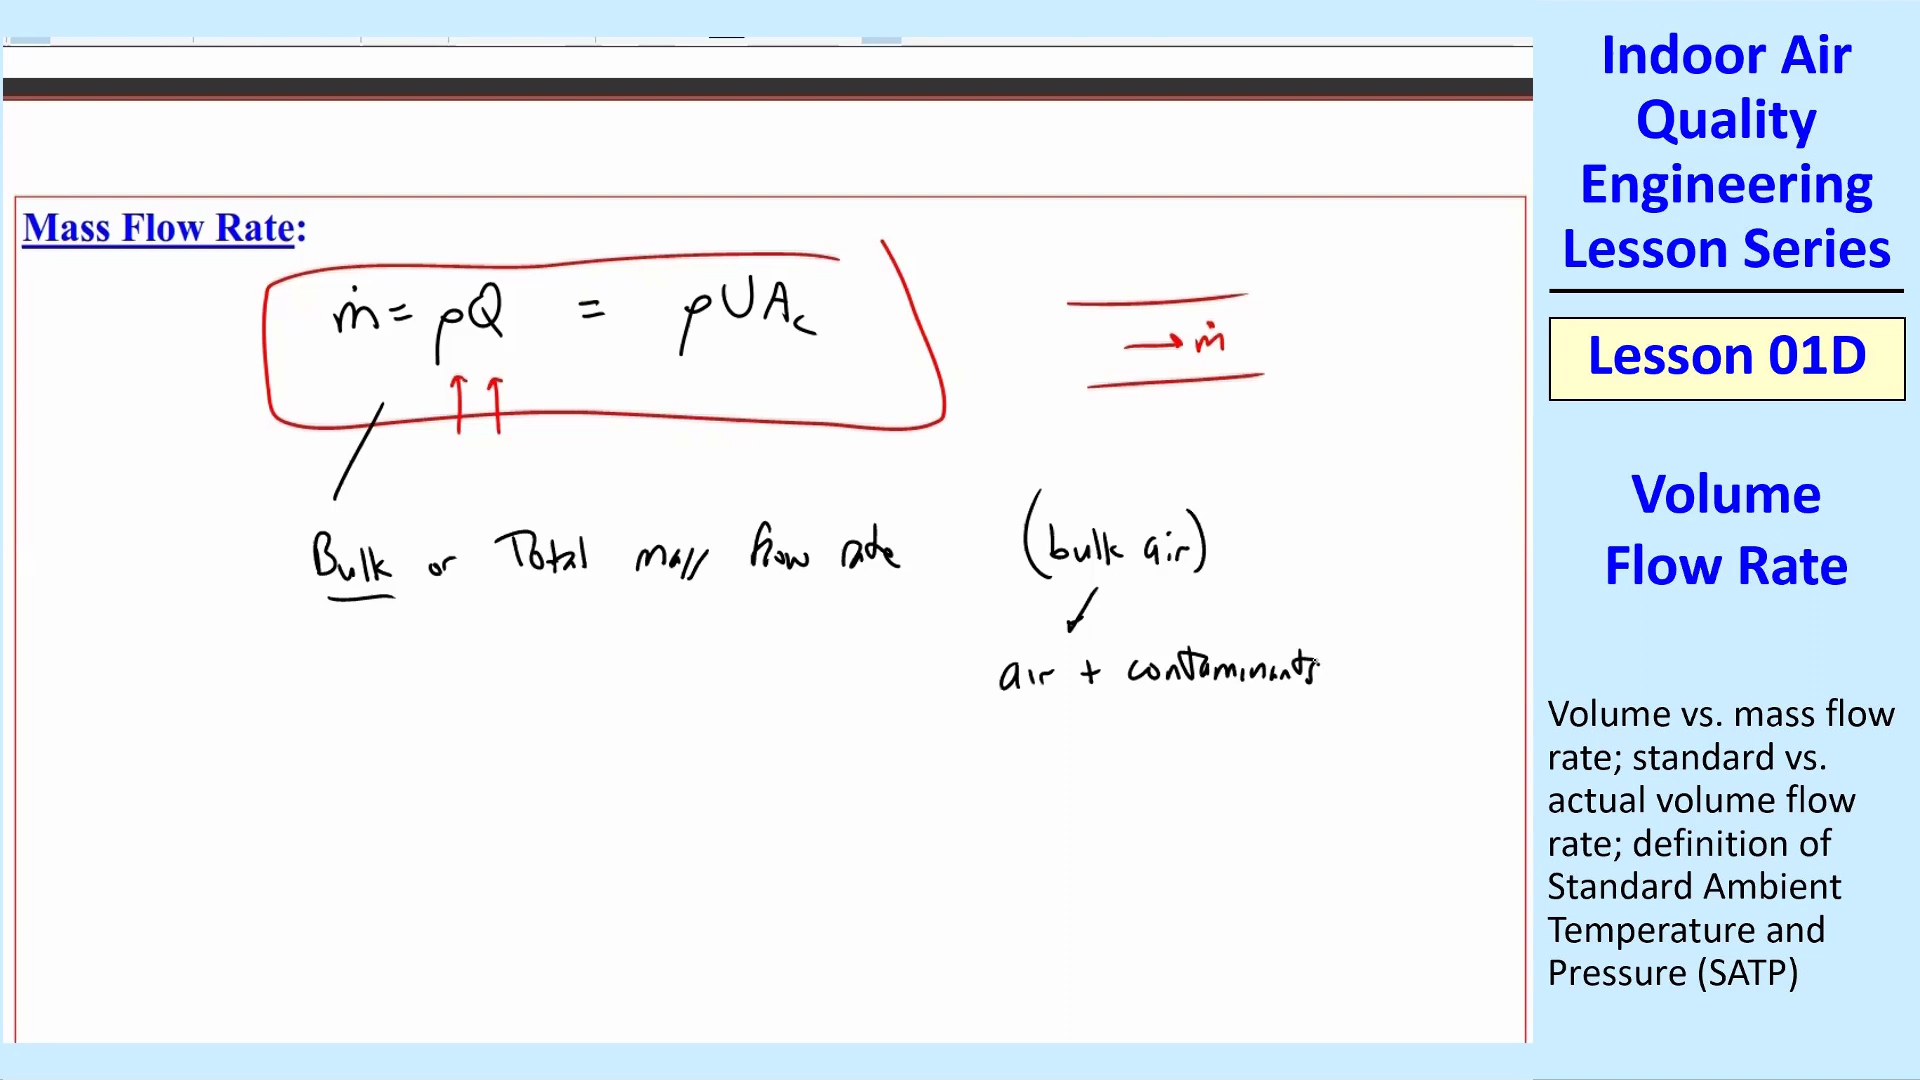 Mass Flow Rate:
ṁ = ρQ = ρUA_c
→ ṁ
Bulk or Total mass flow rate (bulk air)
air + contaminants
Indoor Air
Quality
Engineering
Lesson Series
Lesson 01D
Volume
Flow Rate
Volume vs. mass flow
rate; standard vs.
actual volume flow
rate; definition of
Standard Ambient
Temperature and
Pressure (SATP)